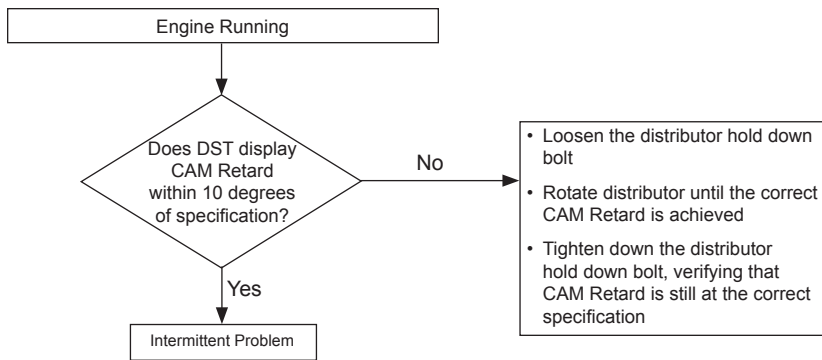 Engine Running
Does DST display
CAM Retard
within 10 degrees
of specification?
No
• Loosen the distributor hold down
bolt
• Rotate distributor until the correct
CAM Retard is achieved
• Tighten down the distributor
hold down bolt, verifying that
CAM Retard is still at the correct
specification
Yes
Intermittent Problem